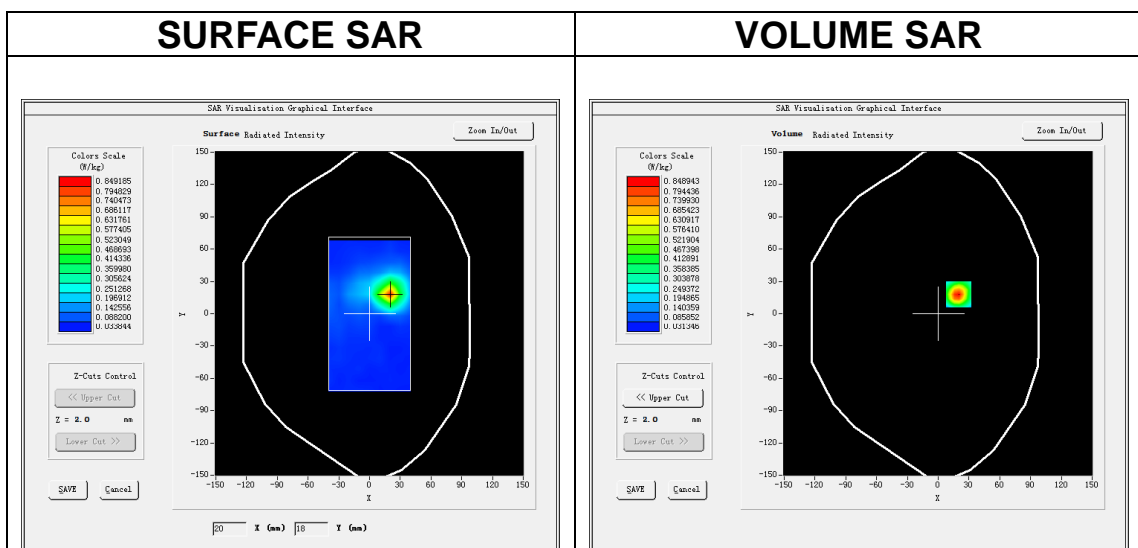 SURFACE SAR
VOLUME SAR
SAR Visualisation Graphical Interface
Surface Radiated Intensity
Zoom In/Out
Colors Scale
(W/kg)
0.849185
0.794829
0.740473
0.686117
0.631761
0.577405
0.523049
0.468693
0.414336
0.359980
0.305624
0.251268
0.196912
0.142556
0.088200
0.033844
Z-Cuts Control
<< Upper Cut
Z = 2.0 mm
Lower Cut >>
SAVE
Cancel
150
120
90
60
30
0
-30
-60
-90
-120
-150
Y
-150 -120 -90 -60 -30 0 30 60 90 120 150
X
20 X (mm) 18 Y (mm)
SAR Visualisation Graphical Interface
Volume Radiated Intensity
Zoom In/Out
Colors Scale
(W/kg)
0.848943
0.794436
0.739930
0.685423
0.630917
0.576410
0.521904
0.467398
0.412891
0.358385
0.303878
0.249372
0.194865
0.140359
0.085852
0.031346
Z-Cuts Control
<< Upper Cut
Z = 2.0 mm
Lower Cut >>
SAVE
Cancel
150
120
90
60
30
0
-30
-60
-90
-120
-150
Y
-150 -120 -90 -60 -30 0 30 60 90 120 150
X